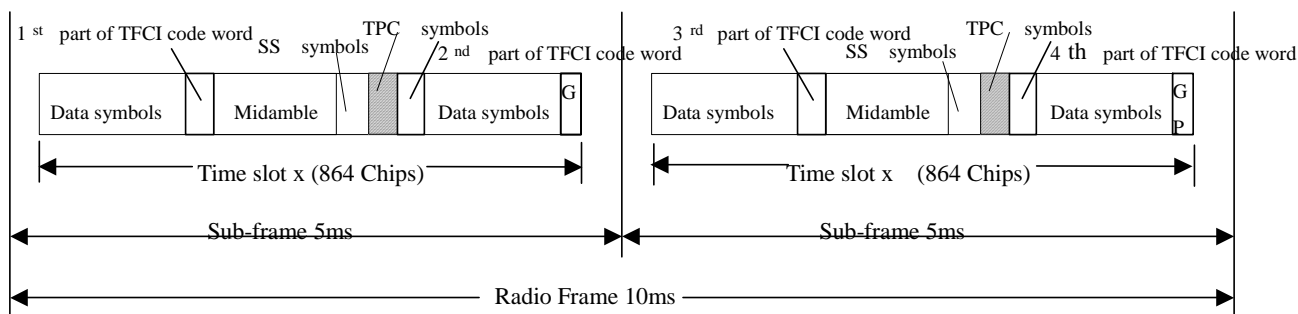 1 st part of TFCI code word
SS symbols
TPC symbols
2 nd part of TFCI code word
Data symbols
Midamble
Data symbols
G
Time slot x (864 Chips)
Sub-frame 5ms
3 rd part of TFCI code word
SS symbols
TPC symbols
4 th part of TFCI code word
Data symbols
Midamble
Data symbols
G
P
Time slot x (864 Chips)
Sub-frame 5ms
Radio Frame 10ms